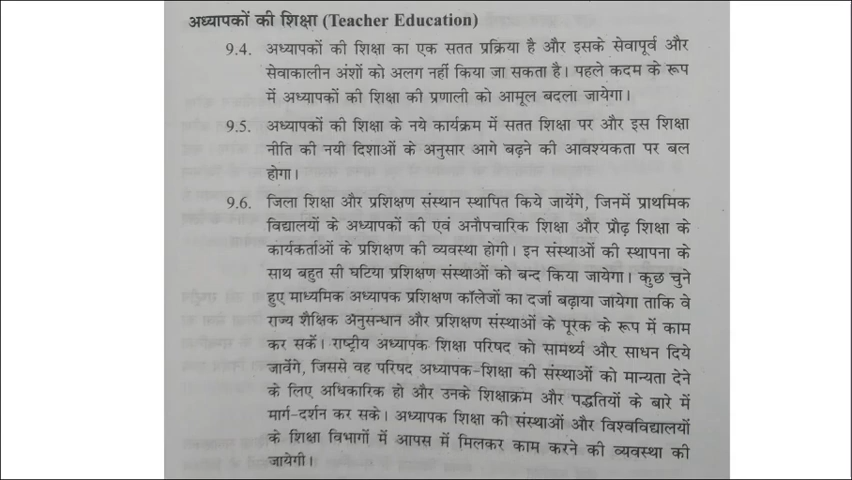 अध्यापकों की शिक्षा (Teacher Education)
9.4. अध्यापकों की शिक्षा का एक सतत प्रक्रिया है और इसके सेवापूर्व और
सेवाकालीन अंशों को अलग नहीं किया जा सकता है। पहले कदम के रूप
में अध्यापकों की शिक्षा की प्रणाली को आमूल बदला जायेगा।
9.5. अध्यापकों की शिक्षा के नये कार्यक्रम में सतत शिक्षा पर और इस शिक्षा
नीति की नयी दिशाओं के अनुसार आगे बढ़ने की आवश्यकता पर बल
होगा।
9.6. जिला शिक्षा और प्रशिक्षण संस्थान स्थापित किये जायेंगे, जिनमें प्राथमिक
विद्यालयों के अध्यापकों की एवं अनौपचारिक शिक्षा और प्रौढ़ शिक्षा के
कार्यकर्ताओं के प्रशिक्षण की व्यवस्था होगी। इन संस्थाओं की स्थापना के
साथ बहुत सी घटिया प्रशिक्षण संस्थाओं को बन्द किया जायेगा। कुछ चुने
हुए माध्यमिक अध्यापक प्रशिक्षण कॉलेजों का दर्जा बढ़ाया जायेगा ताकि वे
राज्य शैक्षिक अनुसन्धान और प्रशिक्षण संस्थाओं के पूरक के रूप में काम
कर सकें। राष्ट्रीय अध्यापक शिक्षा परिषद को सामर्थ्य और साधन दिये
जावेंगे, जिससे वह परिषद अध्यापक-शिक्षा की संस्थाओं को मान्यता देने
के लिए अधिकारिक हो और उनके शिक्षाक्रम और पद्धतियों के बारे में
मार्ग-दर्शन कर सके। अध्यापक शिक्षा की संस्थाओं और विश्वविद्यालयों
के शिक्षा विभागों में आपस में मिलकर काम करने की व्यवस्था की
जायेगी।